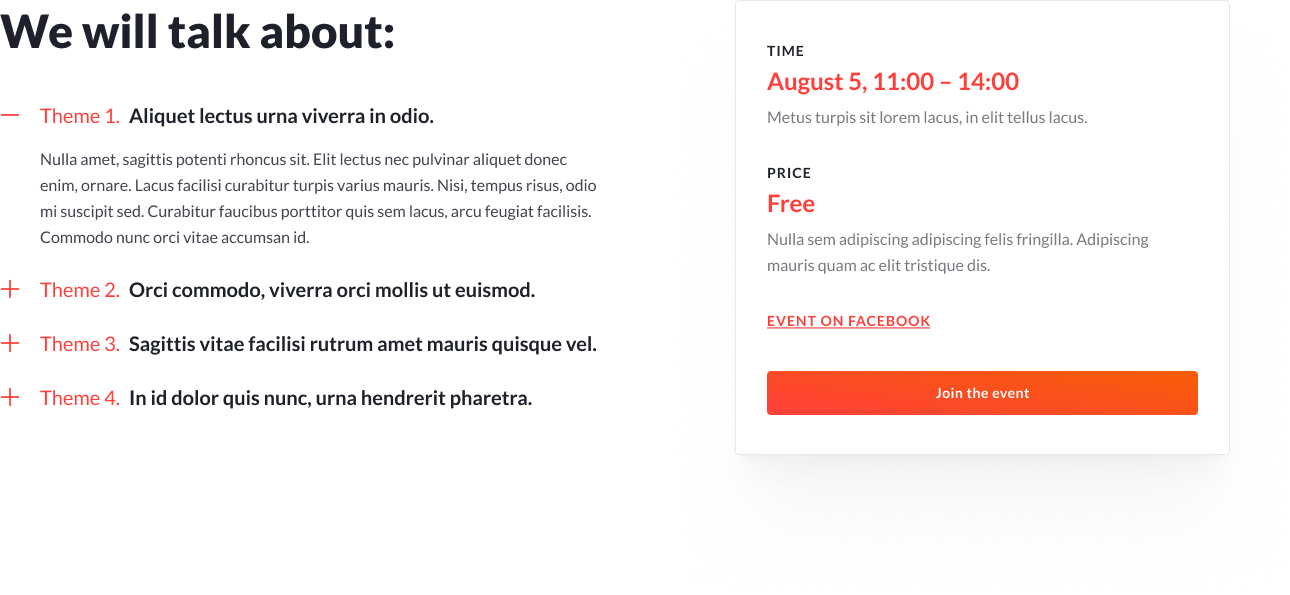 We will talk about:
Theme 1. Aliquet lectus urna viverra in odio.
Nulla amet, sagittis potenti rhoncus sit. Elit lectus nec pulvinar aliquet donec
enim, ornare. Lacus facilisi curabitur turpis varius mauris. Nisi, tempus risus, odio
mi suscipit sed. Curabitur faucibus porttitor quis sem lacus, arcu feugiat facilisis.
Commodo nunc orci vitae accumsan id.
Theme 2. Orci commodo, viverra orci mollis ut euismod.
Theme 3. Sagittis vitae facilisi rutrum amet mauris quisque vel.
Theme 4. In id dolor quis nunc, urna hendrerit pharetra.
TIME
August 5, 11:00 – 14:00
Metus turpis sit lorem lacus, in elit tellus lacus.
PRICE
Free
Nulla sem adipiscing adipiscing felis fringilla. Adipiscing
mauris quam ac elit tristique dis.
EVENT ON FACEBOOK
Join the event